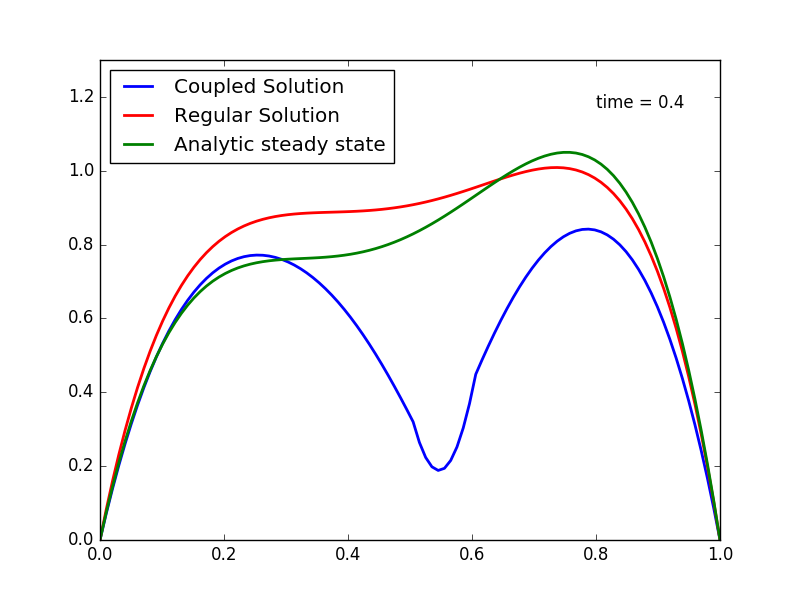 Coupled Solution
Regular Solution
Analytic steady state
time = 0.4
1.2
1.0
0.8
0.6
0.4
0.2
0.0
0.0 0.2 0.4 0.6 0.8 1.0